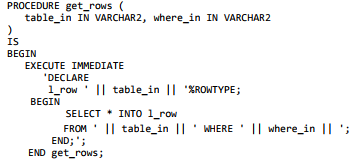 PROCEDURE get_rows (
table_in IN VARCHAR2, where_in IN VARCHAR2
)
IS
BEGIN
EXECUTE IMMEDIATE
'DECLARE
l_row ' || table_in || '%ROWTYPE;
BEGIN
SELECT * INTO l_row
FROM ' || table_in || ' WHERE ' || where_in || ';
END;';
END get_rows;